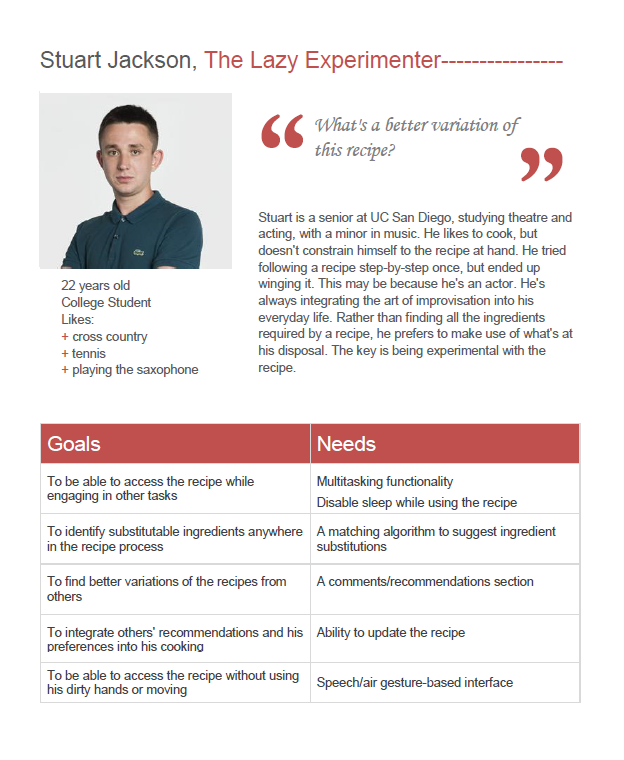 Stuart Jackson, The Lazy Experimenter----------------
“ What's a better variation of
this recipe? ”
22 years old
College Student
Likes:
+ cross country
+ tennis
+ playing the saxophone
Stuart is a senior at UC San Diego, studying theatre and
acting, with a minor in music. He likes to cook, but
doesn't constrain himself to the recipe at hand. He tried
following a recipe step-by-step once, but ended up
winging it. This may be because he's an actor. He's
always integrating the art of improvisation into his
everyday life. Rather than finding all the ingredients
required by a recipe, he prefers to make use of what's at
his disposal. The key is being experimental with the
recipe.
Goals
Needs
To be able to access the recipe while
engaging in other tasks
Multitasking functionality
Disable sleep while using the recipe
To identify substitutable ingredients anywhere
in the recipe process
A matching algorithm to suggest ingredient
substitutions
To find better variations of the recipes from
others
A comments/recommendations section
To integrate others' recommendations and his
preferences into his cooking
Ability to update the recipe
To be able to access the recipe without using
his dirty hands or moving
Speech/air gesture-based interface